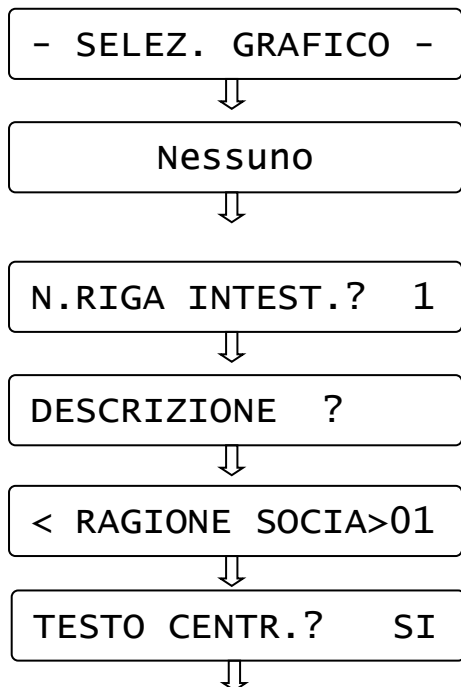 - SELEZ. GRAFICO -
Nessuno
N.RIGA INTEST.? 1
DESCRIZIONE ?
< RAGIONE SOCIA>01
TESTO CENTR.? SI